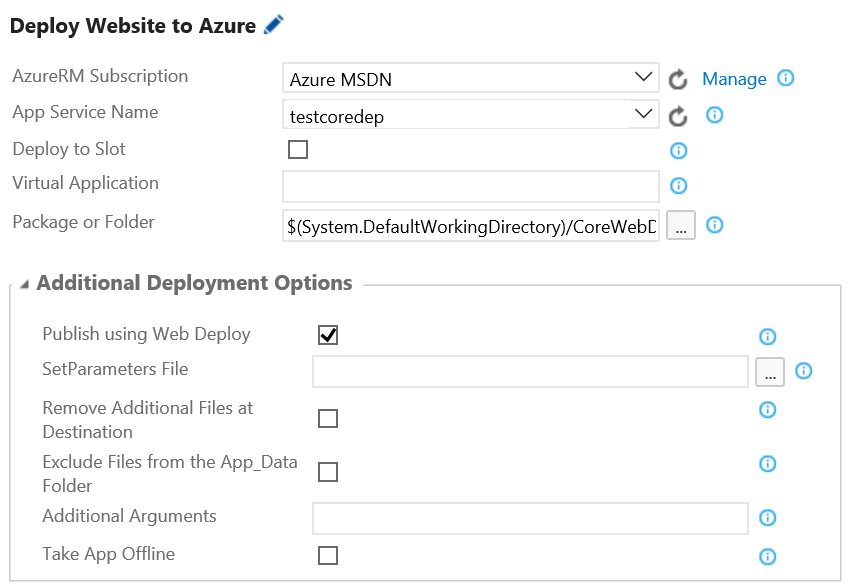 Deploy Website to Azure
AzureRM Subscription Azure MSDN Manage
App Service Name testcoredep
Deploy to Slot
Virtual Application
Package or Folder $(System.DefaultWorkingDirectory)/CoreWebD ...
Additional Deployment Options
Publish using Web Deploy
SetParameters File ...
Remove Additional Files at
Destination
Exclude Files from the App_Data
Folder
Additional Arguments
Take App Offline